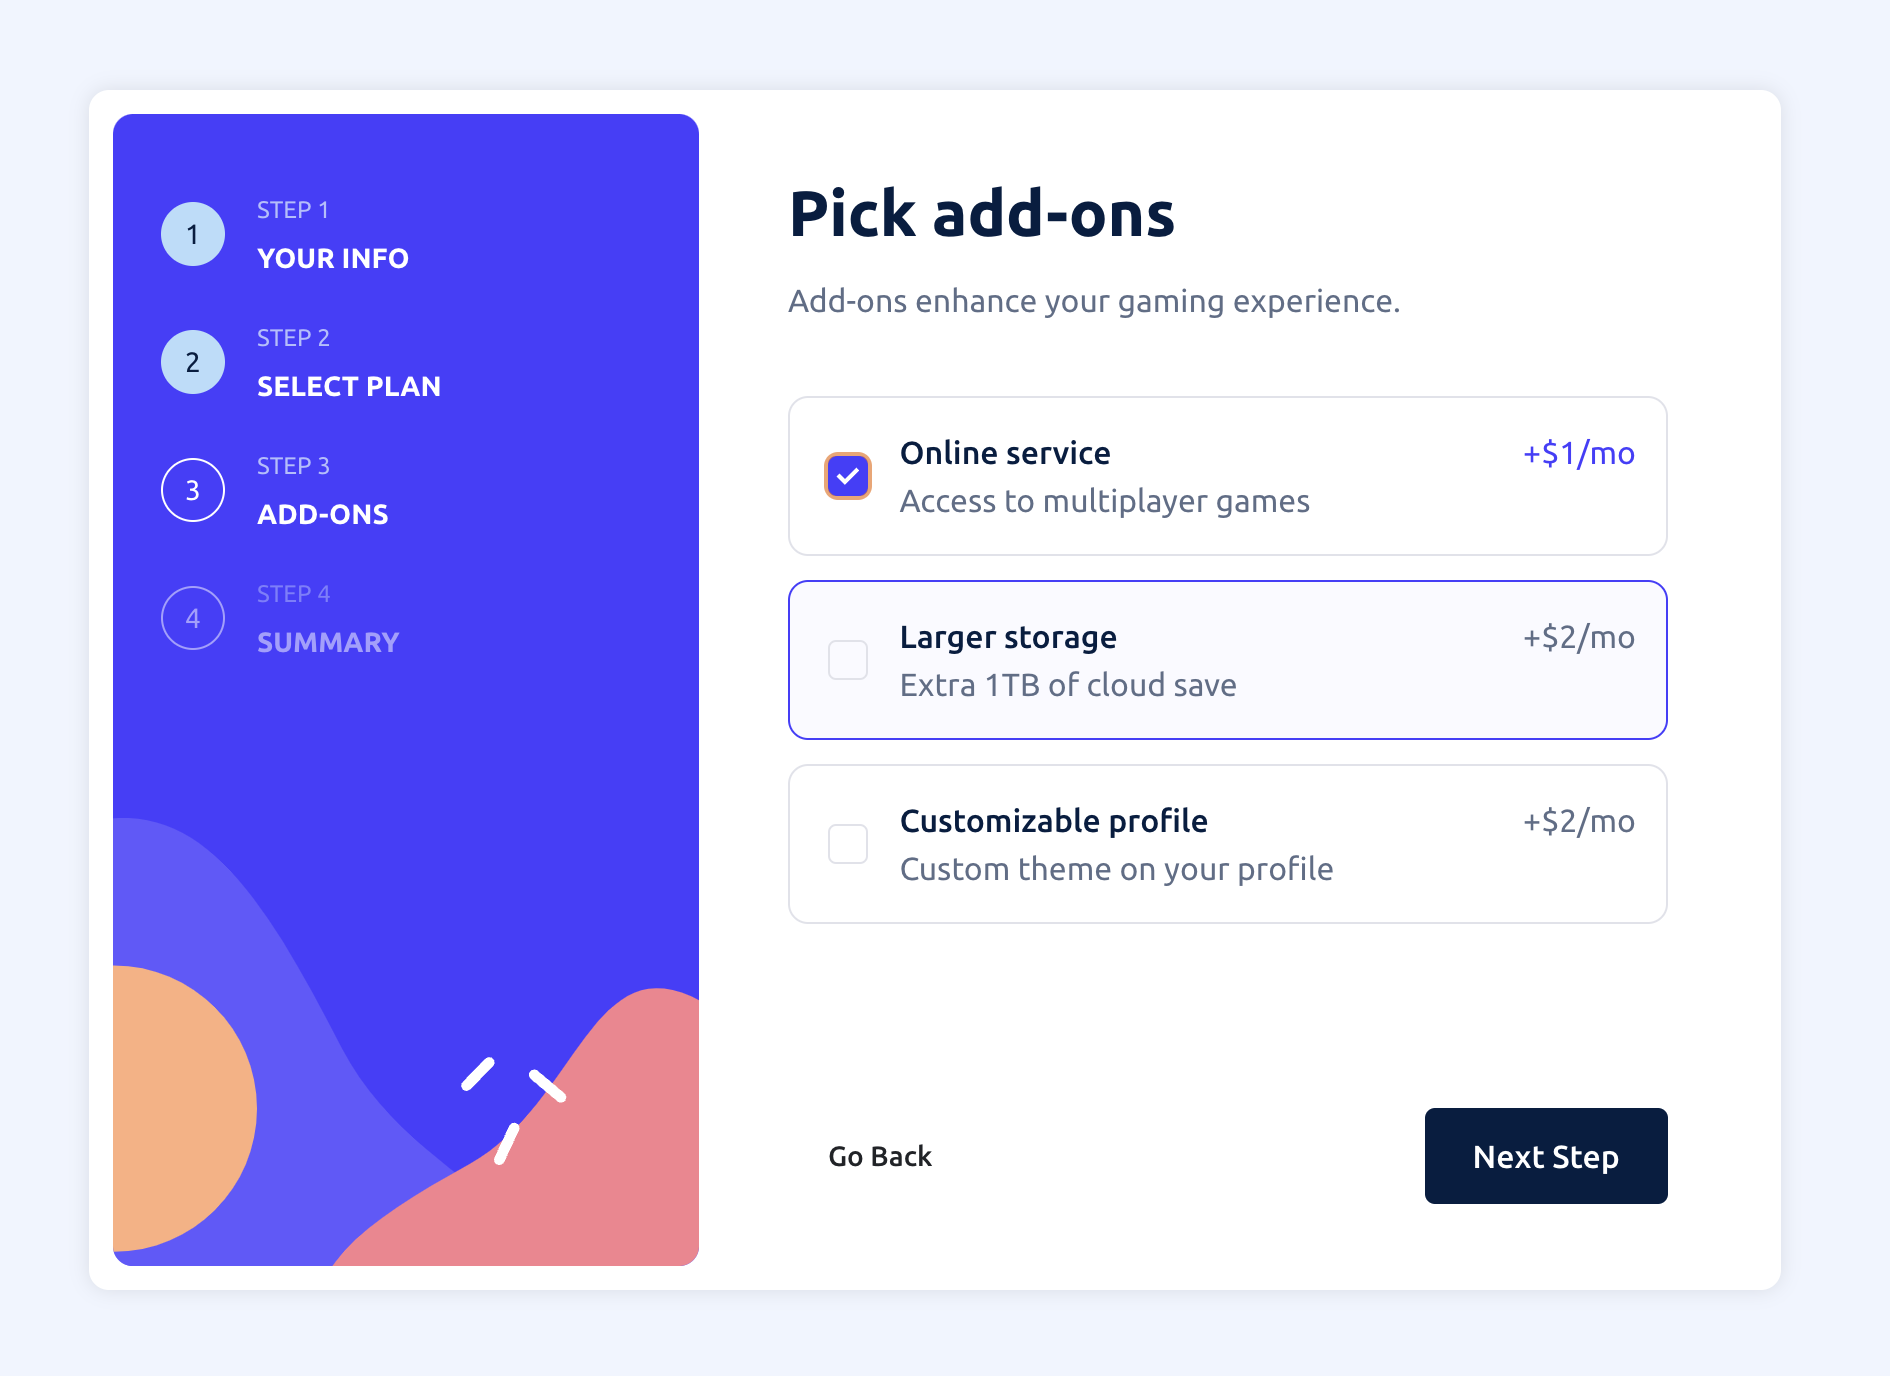 1
STEP 1
YOUR INFO
2
STEP 2
SELECT PLAN
3
STEP 3
ADD-ONS
4
STEP 4
SUMMARY
Pick add-ons
Add-ons enhance your gaming experience.
Online service
+$1/mo
Access to multiplayer games
Larger storage
+$2/mo
Extra 1TB of cloud save
Customizable profile
+$2/mo
Custom theme on your profile
Go Back
Next Step